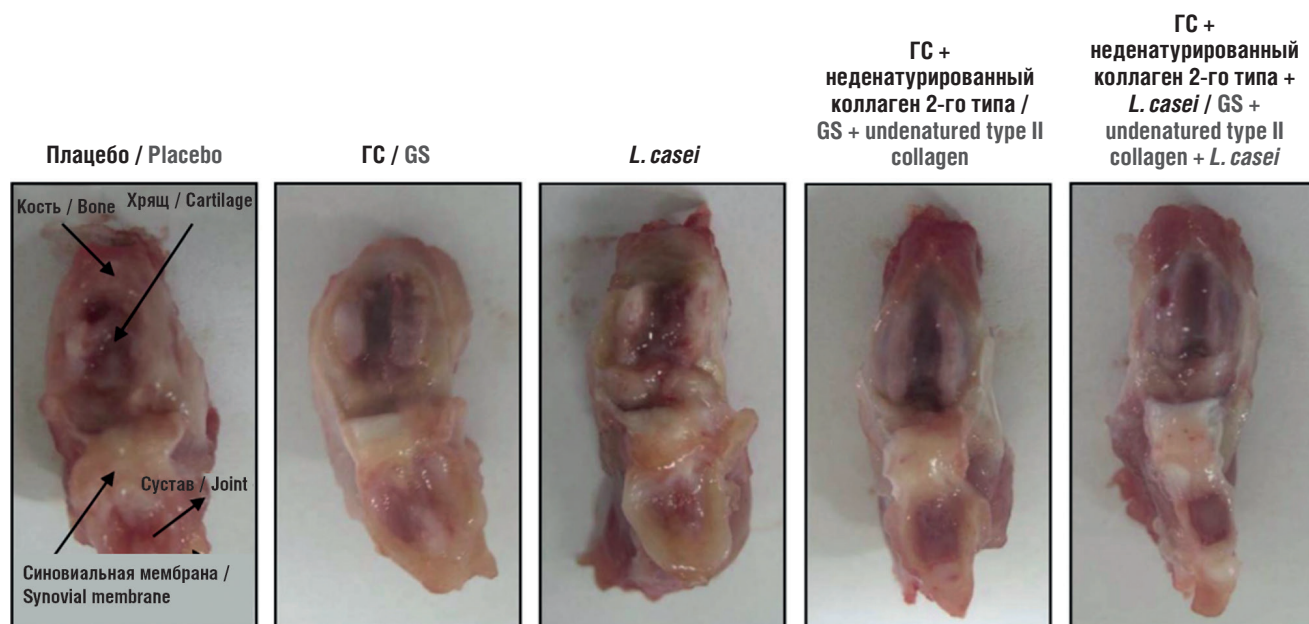 Плацебо / Placebo
ГС / GS
L. casei
ГС +
неденатурированный
коллаген 2-го типа /
GS + undenatured type II
collagen
ГС +
неденатурированный
коллаген 2-го типа +
L. casei / GS +
undenatured type II
collagen + L. casei
Кость / Bone
Хрящ / Cartilage
Сустав / Joint
Синовиальная мембрана /
Synovial membrane